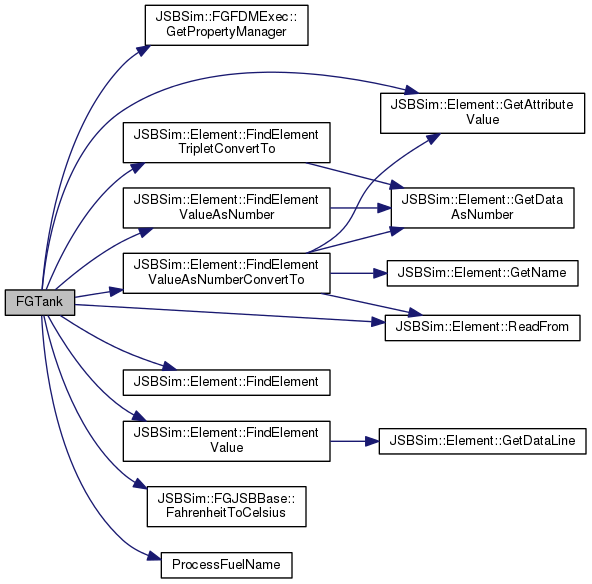 JSBSim::FGFDMExec::
GetPropertyManager
JSBSim::Element::GetAttribute
Value
JSBSim::Element::FindElement
TripletConvertTo
JSBSim::Element::FindElement
ValueAsNumber
JSBSim::Element::GetData
AsNumber
JSBSim::Element::FindElement
ValueAsNumberConvertTo
JSBSim::Element::GetName
FGTank
JSBSim::Element::ReadFrom
JSBSim::Element::FindElement
JSBSim::Element::FindElement
Value
JSBSim::Element::GetDataLine
JSBSim::FGJSBBase::
FahrenheitToCelsius
ProcessFuelName